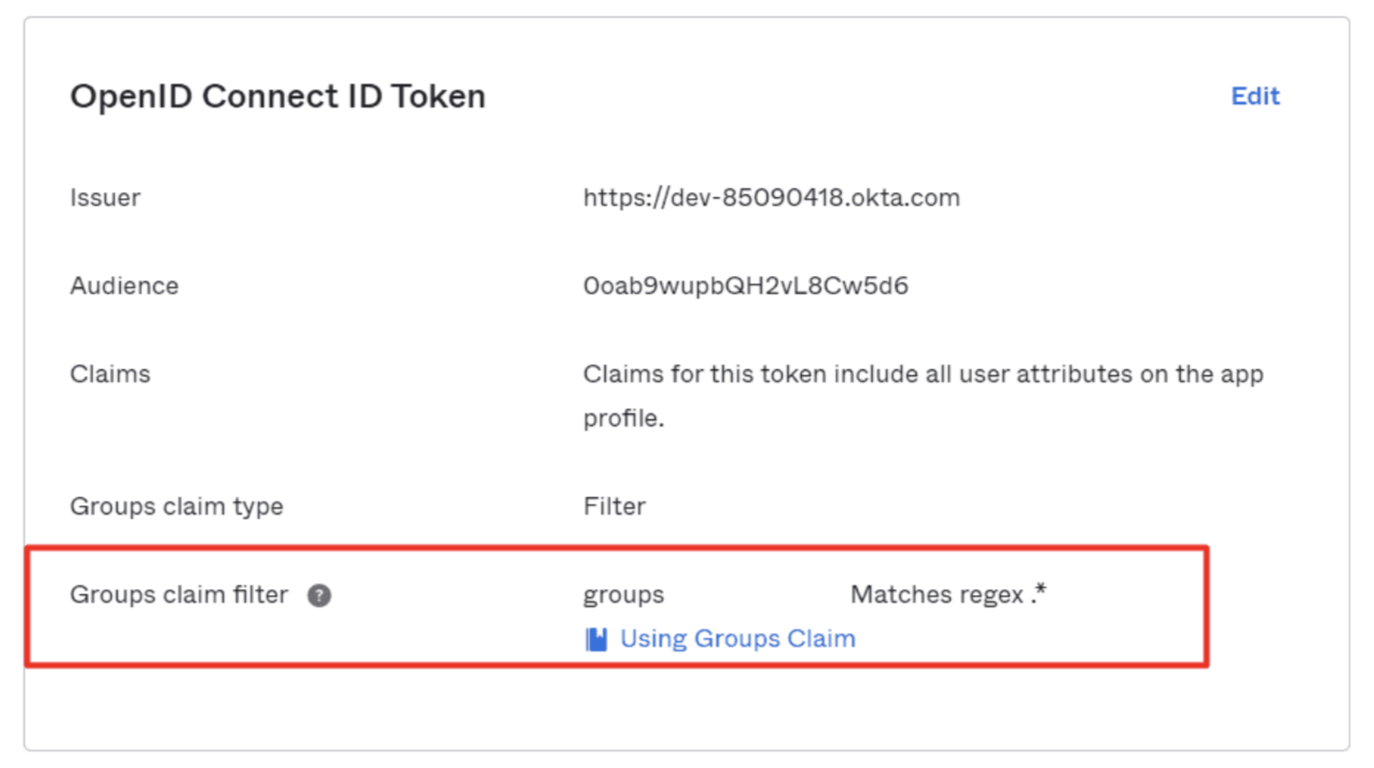 OpenID Connect ID Token
Edit
Issuer
https://dev-85090418.okta.com
Audience
0oab9wupbQH2vL8Cw5d6
Claims
Claims for this token include all user attributes on the app
profile.
Groups claim type
Filter
Groups claim filter ?
groups
Matches regex .*
Using Groups Claim